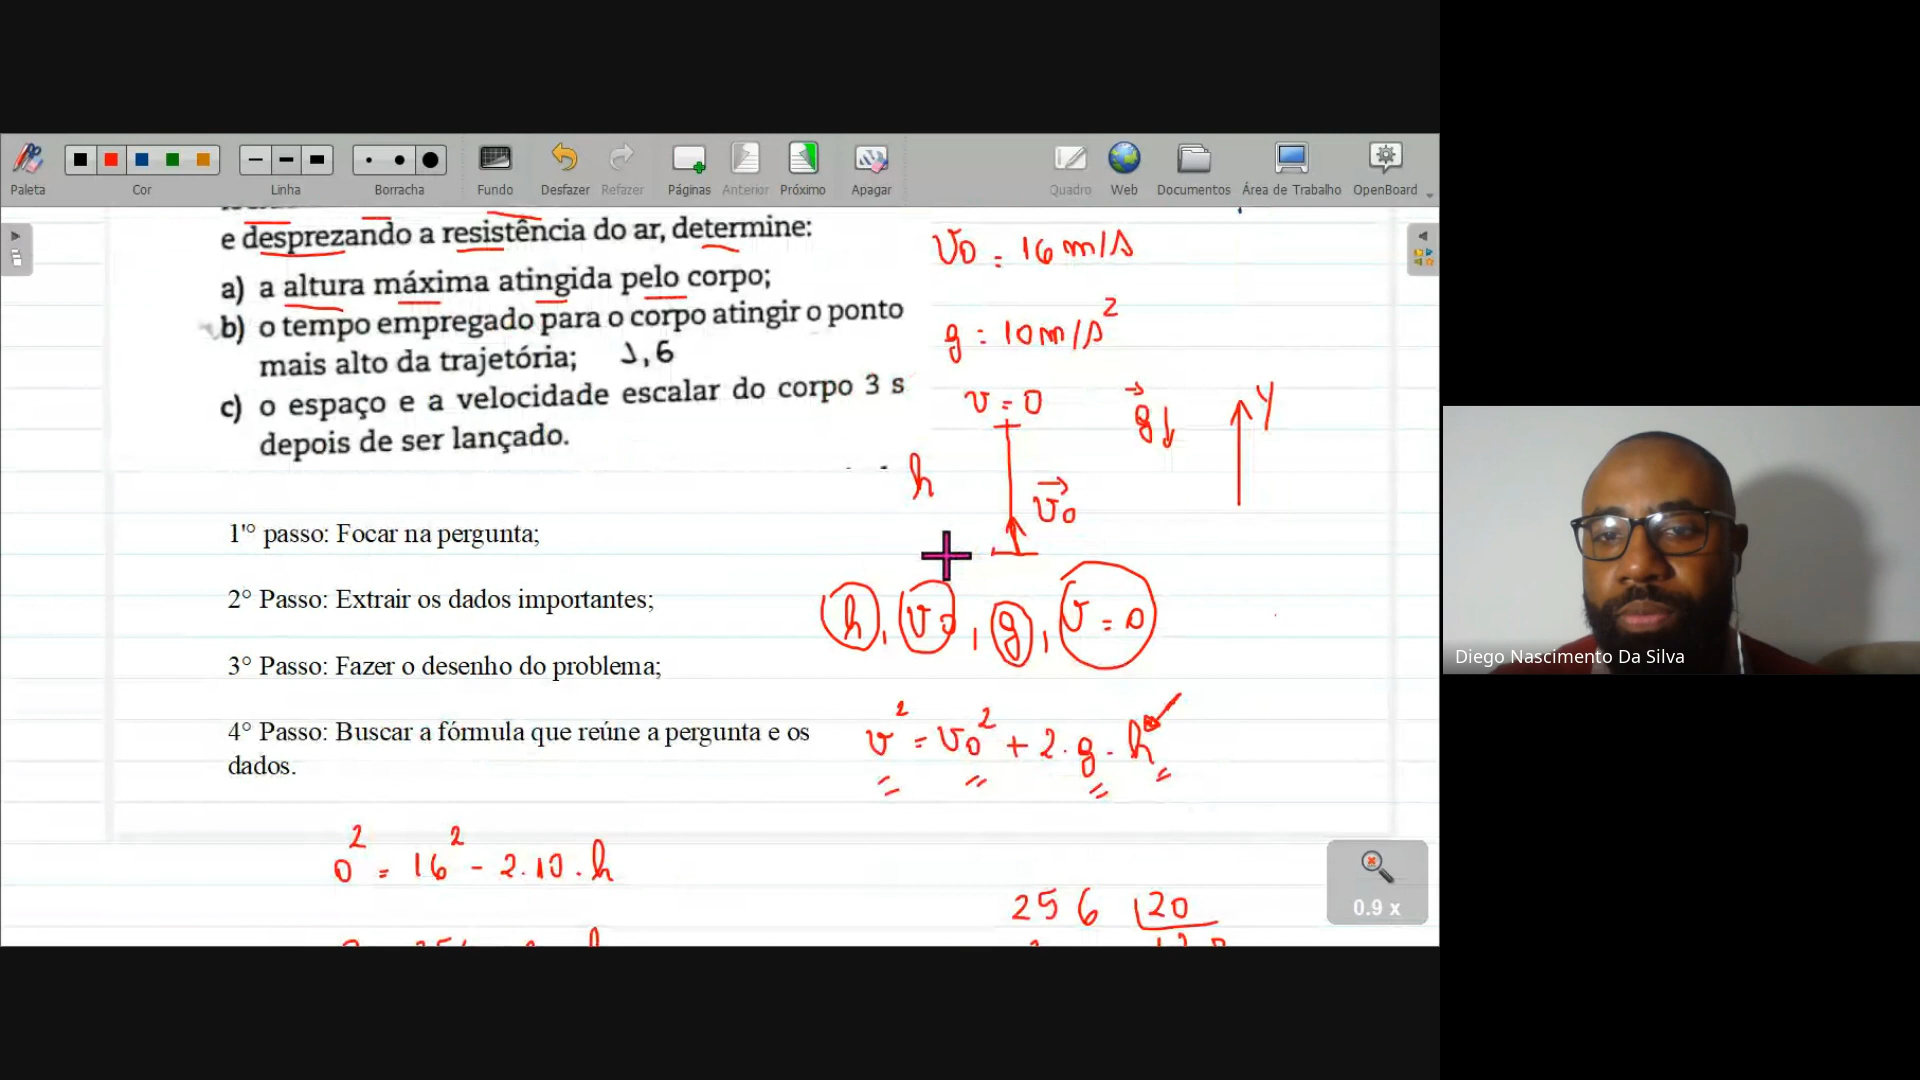 Paleta
Cor
Linha
Borracha
Fundo
Desfazer
Refazer
Páginas
Anterior
Próximo
Apagar
Quadro
Web
Documentos
Área de Trabalho
OpenBoard
e desprezando a resistência do ar, determine:
a) a altura máxima atingida pelo corpo;
b) o tempo empregado para o corpo atingir o ponto
mais alto da trajetória; 1,6
c) o espaço e a velocidade escalar do corpo 3 s
depois de ser lançado.
v0 = 16 m/s
g = 10 m/s²
v = 0
g↓
y
h
v0
h, v0, g, v = 0
v² = v0² + 2.g.h
1'° passo: Focar na pergunta;
2° Passo: Extrair os dados importantes;
3° Passo: Fazer o desenho do problema;
4° Passo: Buscar a fórmula que reúne a pergunta e os
dados.
0² = 16² - 2.10.h
256 20
0.9 x
Diego Nascimento Da Silva